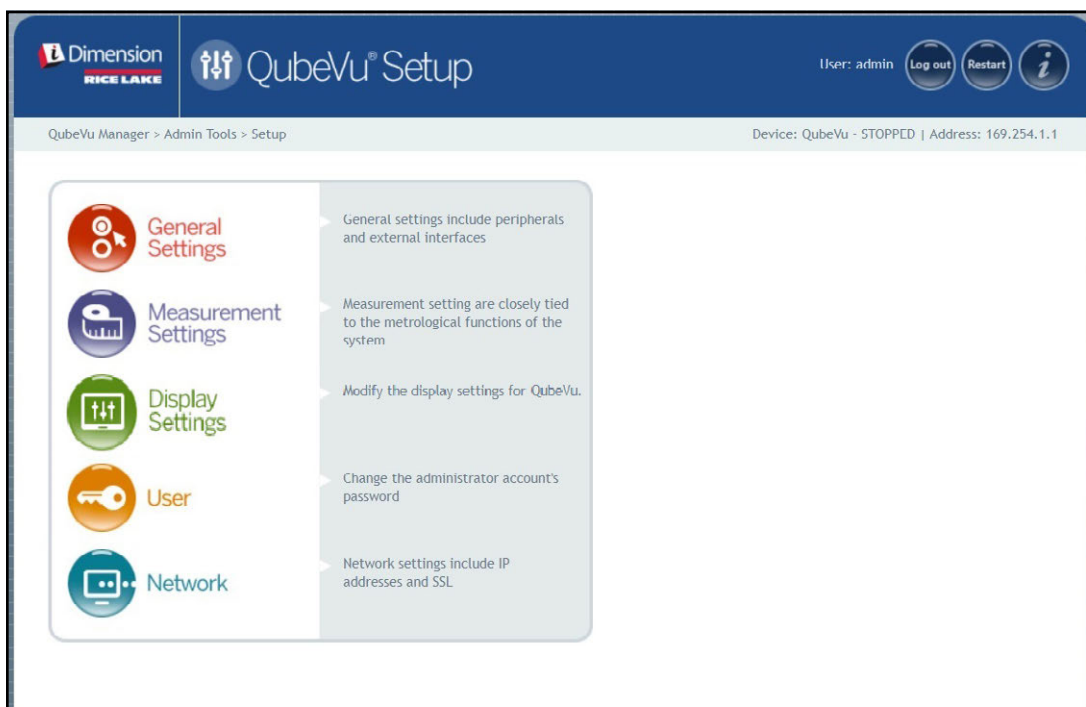 iDimension
RICE LAKE
QubeVu® Setup
User: admin
Log out
Restart
i
QubeVu Manager > Admin Tools > Setup
Device: QubeVu - STOPPED | Address: 169.254.1.1
General
Settings
General settings include peripherals
and external interfaces
Measurement
Settings
Measurement setting are closely tied
to the metrological functions of the
system
Display
Settings
Modify the display settings for QubeVu.
User
Change the administrator account's
password
Network
Network settings include IP
addresses and SSL